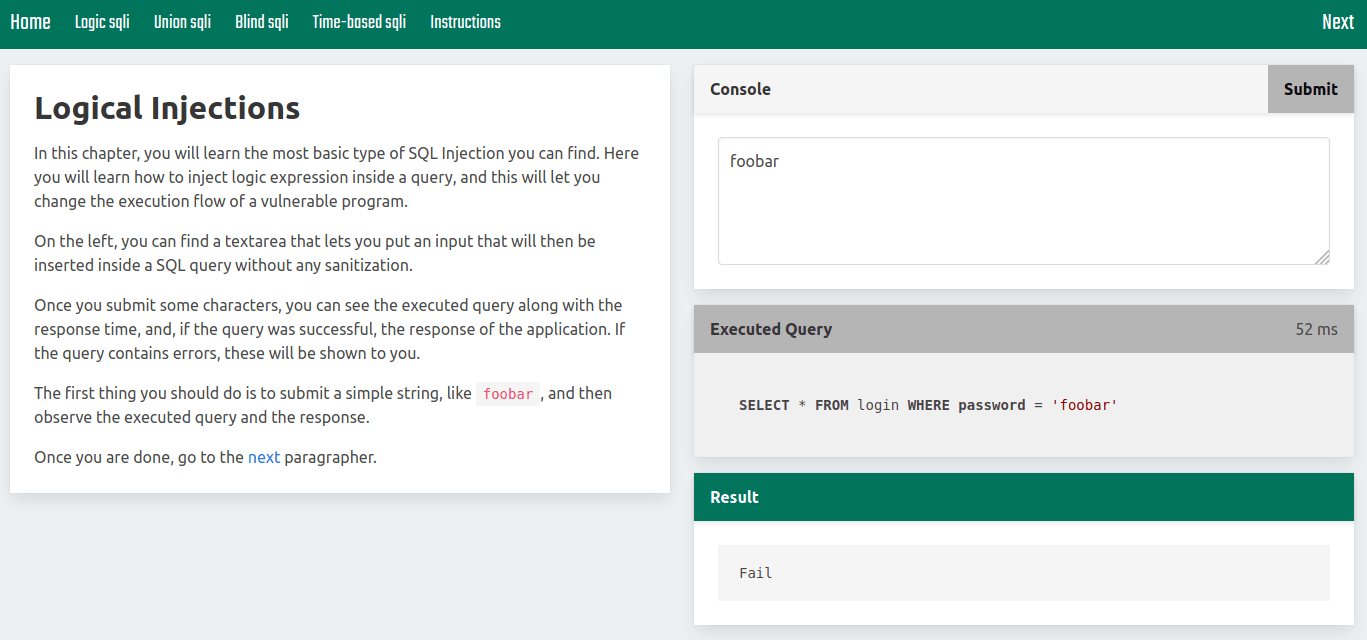 Home Logic sqli Union sqli Blind sqli Time-based sqli Instructions Next
Logical Injections
In this chapter, you will learn the most basic type of SQL Injection you can find. Here
you will learn how to inject logic expression inside a query, and this will let you
change the execution flow of a vulnerable program.
On the left, you can find a textarea that lets you put an input that will then be
inserted inside a SQL query without any sanitization.
Once you submit some characters, you can see the executed query along with the
response time, and, if the query was successful, the response of the application. If
the query contains errors, these will be shown to you.
The first thing you should do is to submit a simple string, like foobar , and then
observe the executed query and the response.
Once you are done, go to the next paragrapher.
Console Submit
foobar
Executed Query 52 ms
SELECT * FROM login WHERE password = 'foobar'
Result
Fail